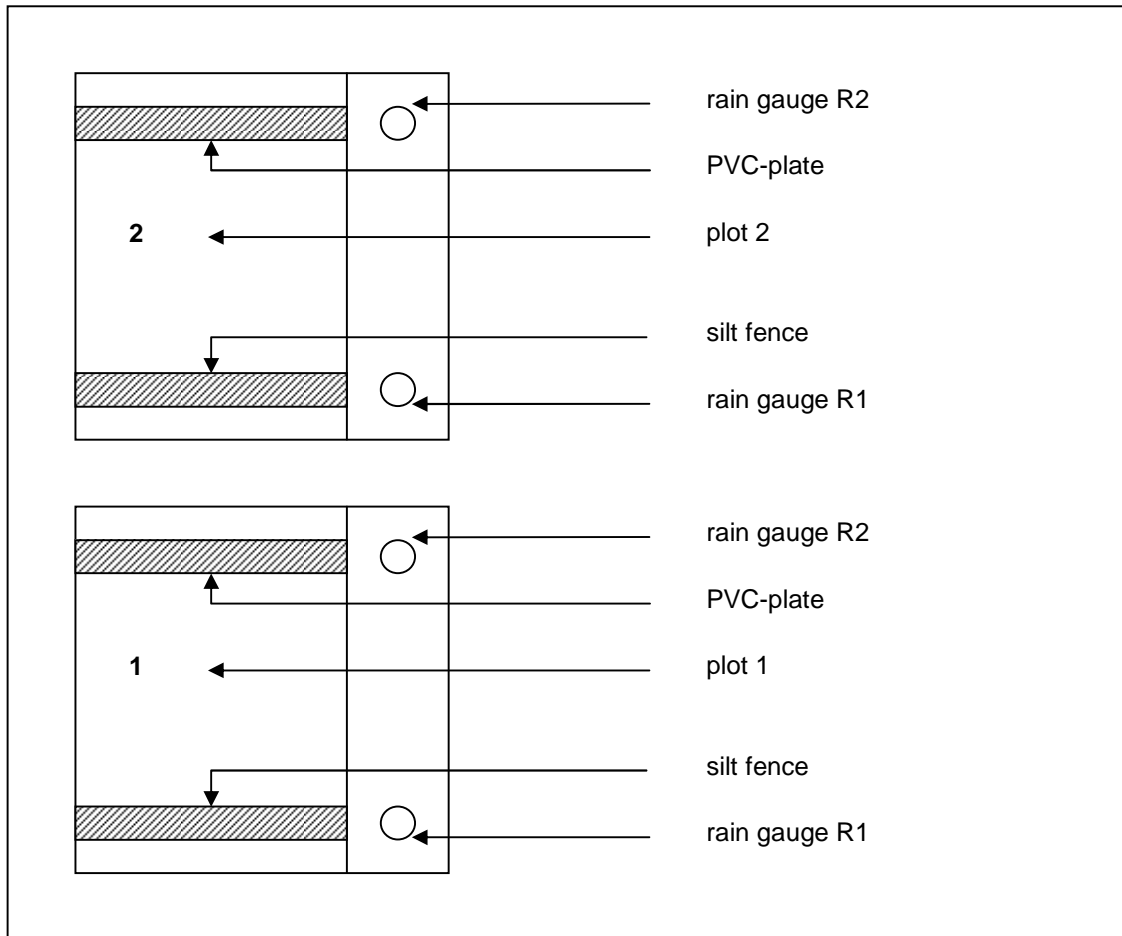 rain gauge R2
PVC-plate
2
plot 2
silt fence
rain gauge R1
rain gauge R2
PVC-plate
1
plot 1
silt fence
rain gauge R1